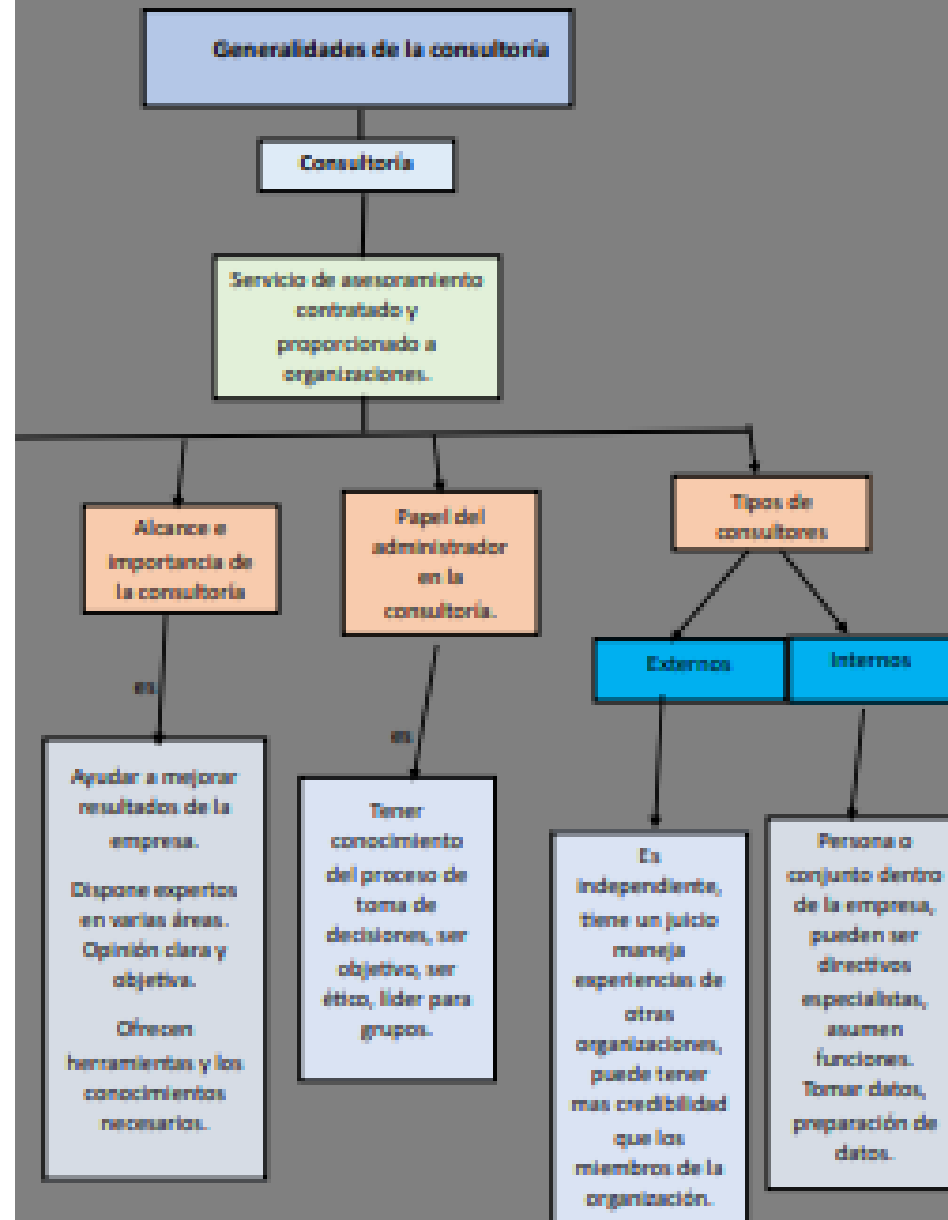 Generalidades de la consultoría
Consultoría
Servicio de asesoramiento
contratado y
proporcionado a
organizaciones.
Alcance e
importancia de
la consultoría
Papel del
administrador
en la
consultoría.
Tipos de
consultores
Externos
Internos
es
es
Ayudar a mejorar
resultados de la
empresa.
Dispone expertos
en varias áreas.
Opinión clara y
objetiva.
Ofrecen
herramientas y los
conocimientos
necesarios.
Tener
conocimiento
del proceso de
toma de
decisiones, ser
objetivo, ser
ético, líder para
grupos.
Es
independiente,
tiene un juicio
maneja
experiencias de
otras
organizaciones,
puede tener
mas credibilidad
que los
miembros de la
organización.
Persona o
conjunto dentro
de la empresa,
pueden ser
directivos
especialistas,
asumen
funciones.
Tomar datos,
preparación de
datos.